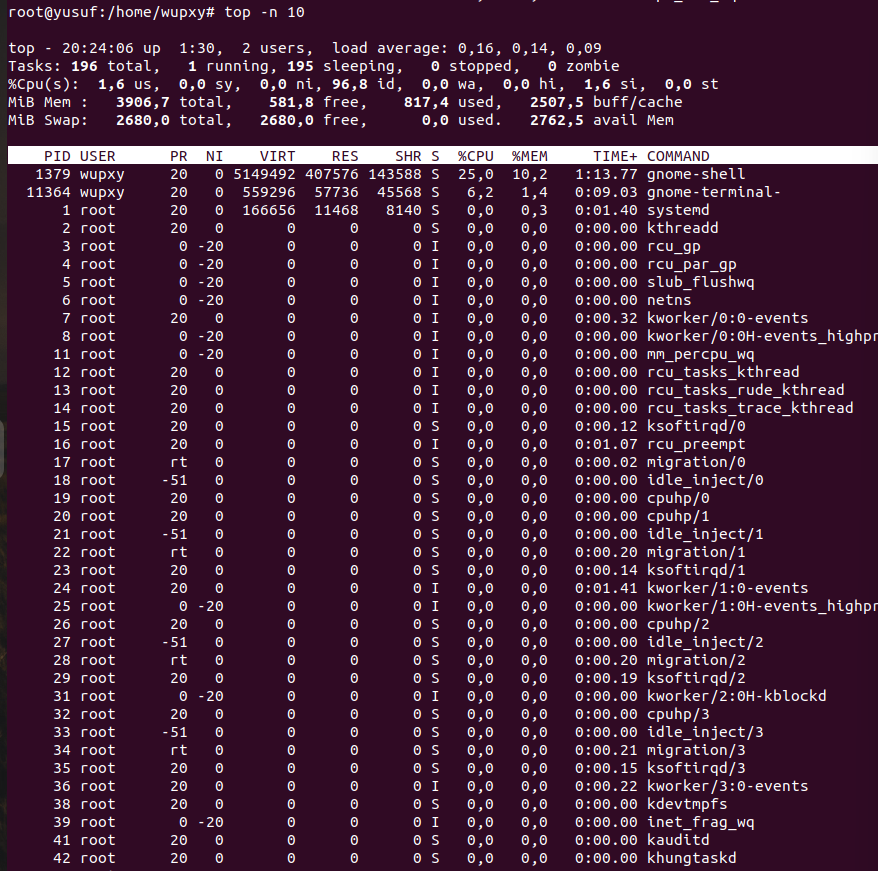 root@yusuf:/home/wupxy# top -n 10
top - 20:24:06 up  1:30,  2 users,  load average: 0,16, 0,14, 0,09
Tasks: 196 total,   1 running, 195 sleeping,   0 stopped,   0 zombie
%Cpu(s):  1,6 us,  0,0 sy,  0,0 ni, 96,8 id,  0,0 wa,  0,0 hi,  1,6 si,  0,0 st
MiB Mem :   3906,7 total,    581,8 free,    817,4 used,   2507,5 buff/cache
MiB Swap:   2680,0 total,   2680,0 free,      0,0 used.   2762,5 avail Mem
PID USER      PR  NI    VIRT    RES    SHR S  %CPU  %MEM     TIME+ COMMAND
1379 wupxy     20   0 5149492 407576 143588 S  25,0  10,2   1:13.77 gnome-shell
11364 wupxy     20   0  559296  57736  45568 S   6,2   1,4   0:09.03 gnome-terminal-
1 root      20   0  166656  11468   8140 S   0,0   0,3   0:01.40 systemd
2 root      20   0       0      0      0 S   0,0   0,0   0:00.00 kthreadd
3 root       0 -20       0      0      0 I   0,0   0,0   0:00.00 rcu_gp
4 root       0 -20       0      0      0 I   0,0   0,0   0:00.00 rcu_par_gp
5 root       0 -20       0      0      0 I   0,0   0,0   0:00.00 slub_flushwq
6 root       0 -20       0      0      0 I   0,0   0,0   0:00.00 netns
7 root      20   0       0      0      0 I   0,0   0,0   0:00.32 kworker/0:0-events
8 root       0 -20       0      0      0 I   0,0   0,0   0:00.00 kworker/0:0H-events_highpr
11 root       0 -20       0      0      0 I   0,0   0,0   0:00.00 mm_percpu_wq
12 root      20   0       0      0      0 I   0,0   0,0   0:00.00 rcu_tasks_kthread
13 root      20   0       0      0      0 I   0,0   0,0   0:00.00 rcu_tasks_rude_kthread
14 root      20   0       0      0      0 I   0,0   0,0   0:00.00 rcu_tasks_trace_kthread
15 root      20   0       0      0      0 S   0,0   0,0   0:00.12 ksoftirqd/0
16 root      20   0       0      0      0 I   0,0   0,0   0:01.07 rcu_preempt
17 root      rt   0       0      0      0 S   0,0   0,0   0:00.02 migration/0
18 root     -51   0       0      0      0 S   0,0   0,0   0:00.00 idle_inject/0
19 root      20   0       0      0      0 S   0,0   0,0   0:00.00 cpuhp/0
20 root      20   0       0      0      0 S   0,0   0,0   0:00.00 cpuhp/1
21 root     -51   0       0      0      0 S   0,0   0,0   0:00.00 idle_inject/1
22 root      rt   0       0      0      0 S   0,0   0,0   0:00.20 migration/1
23 root      20   0       0      0      0 S   0,0   0,0   0:00.14 ksoftirqd/1
24 root      20   0       0      0      0 I   0,0   0,0   0:01.41 kworker/1:0-events
25 root       0 -20       0      0      0 I   0,0   0,0   0:00.00 kworker/1:0H-events_highpr
26 root      20   0       0      0      0 S   0,0   0,0   0:00.00 cpuhp/2
27 root     -51   0       0      0      0 S   0,0   0,0   0:00.00 idle_inject/2
28 root      rt   0       0      0      0 S   0,0   0,0   0:00.20 migration/2
29 root      20   0       0      0      0 S   0,0   0,0   0:00.19 ksoftirqd/2
31 root       0 -20       0      0      0 I   0,0   0,0   0:00.00 kworker/2:0H-kblockd
32 root      20   0       0      0      0 S   0,0   0,0   0:00.00 cpuhp/3
33 root     -51   0       0      0      0 S   0,0   0,0   0:00.00 idle_inject/3
34 root      rt   0       0      0      0 S   0,0   0,0   0:00.21 migration/3
35 root      20   0       0      0      0 S   0,0   0,0   0:00.15 ksoftirqd/3
36 root      20   0       0      0      0 I   0,0   0,0   0:00.22 kworker/3:0-events
38 root      20   0       0      0      0 S   0,0   0,0   0:00.00 kdevtmpfs
39 root       0 -20       0      0      0 I   0,0   0,0   0:00.00 inet_frag_wq
41 root      20   0       0      0      0 S   0,0   0,0   0:00.00 kauditd
42 root      20   0       0      0      0 S   0,0   0,0   0:00.00 khungtaskd